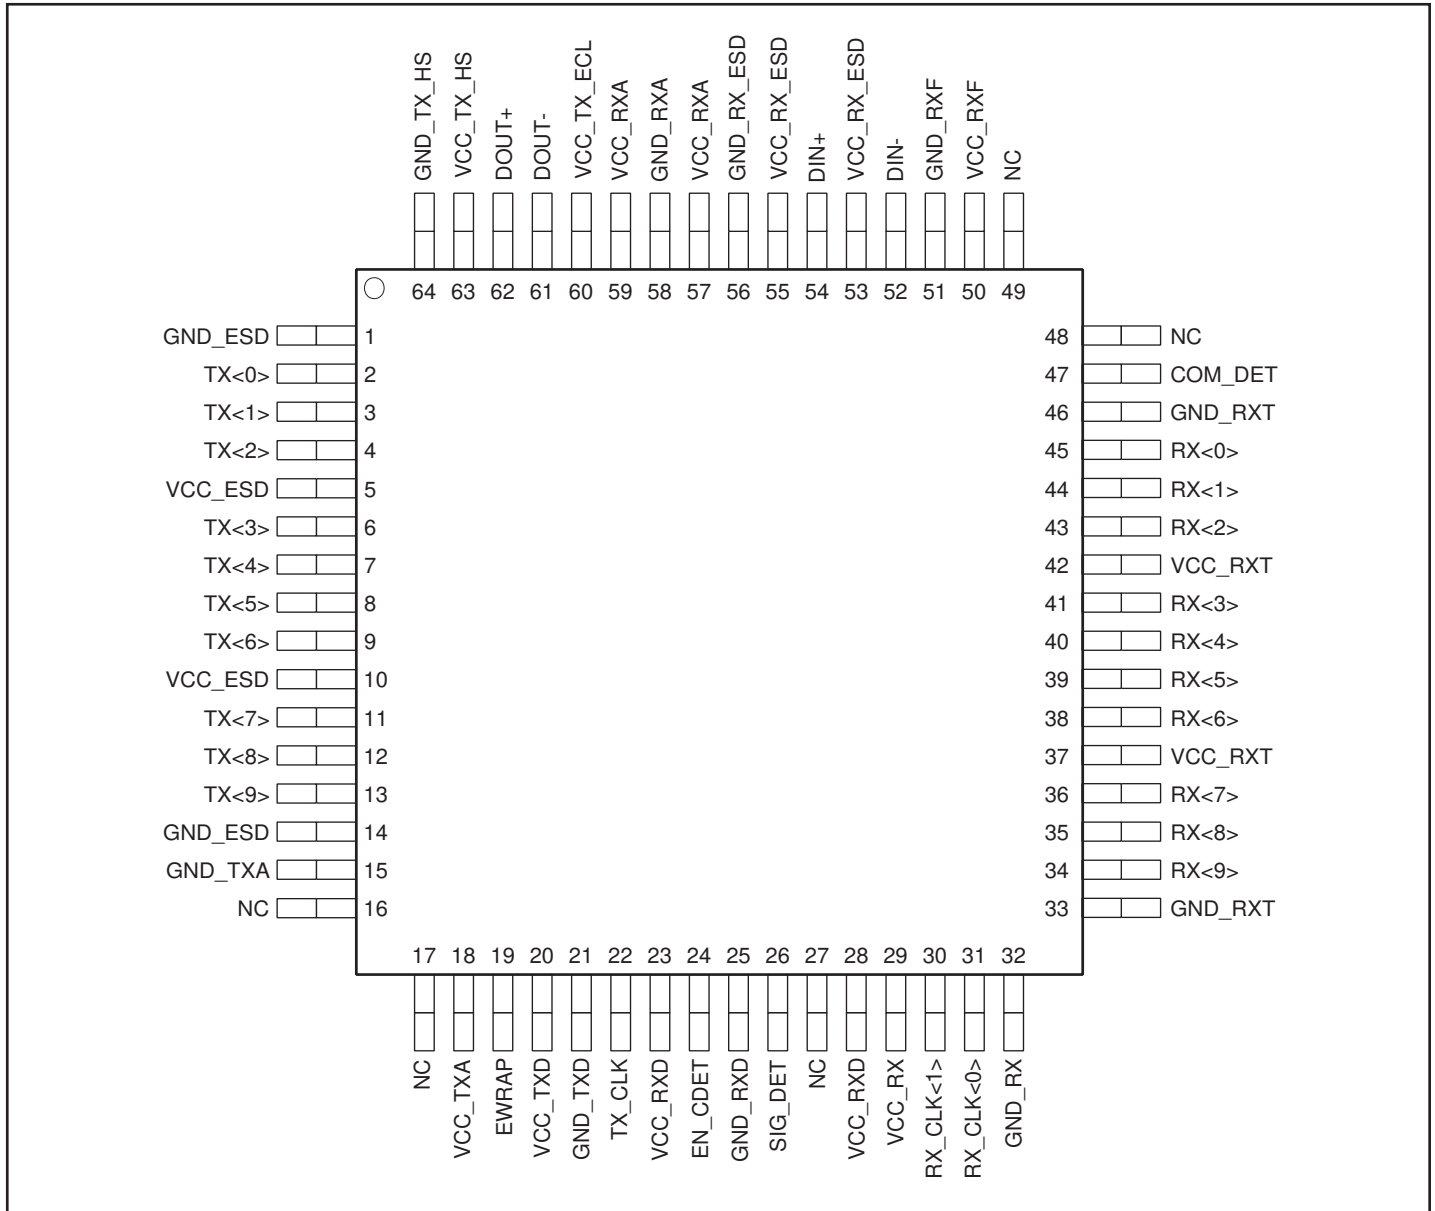 GND_TX_HS
VCC_TX_HS
DOUT+
DOUT-
VCC_TX_ECL
VCC_RXA
GND_RXA
VCC_RXA
GND_RX_ESD
VCC_RX_ESD
DIN+
VCC_RX_ESD
DIN-
GND_RXF
VCC_RXF
NC
64 63 62 61 60 59 58 57 56 55 54 53 52 51 50 49
GND_ESD 1
TX<0> 2
TX<1> 3
TX<2> 4
VCC_ESD 5
TX<3> 6
TX<4> 7
TX<5> 8
TX<6> 9
VCC_ESD 10
TX<7> 11
TX<8> 12
TX<9> 13
GND_ESD 14
GND_TXA 15
NC 16
48 NC
47 COM_DET
46 GND_RXT
45 RX<0>
44 RX<1>
43 RX<2>
42 VCC_RXT
41 RX<3>
40 RX<4>
39 RX<5>
38 RX<6>
37 VCC_RXT
36 RX<7>
35 RX<8>
34 RX<9>
33 GND_RXT
17 18 19 20 21 22 23 24 25 26 27 28 29 30 31 32
NC
VCC_TXA
EWRAP
VCC_TXD
GND_TXD
TX_CLK
VCC_RXD
EN_CDET
GND_RXD
SIG_DET
NC
VCC_RXD
VCC_RX
RX_CLK<1>
RX_CLK<0>
GND_RX